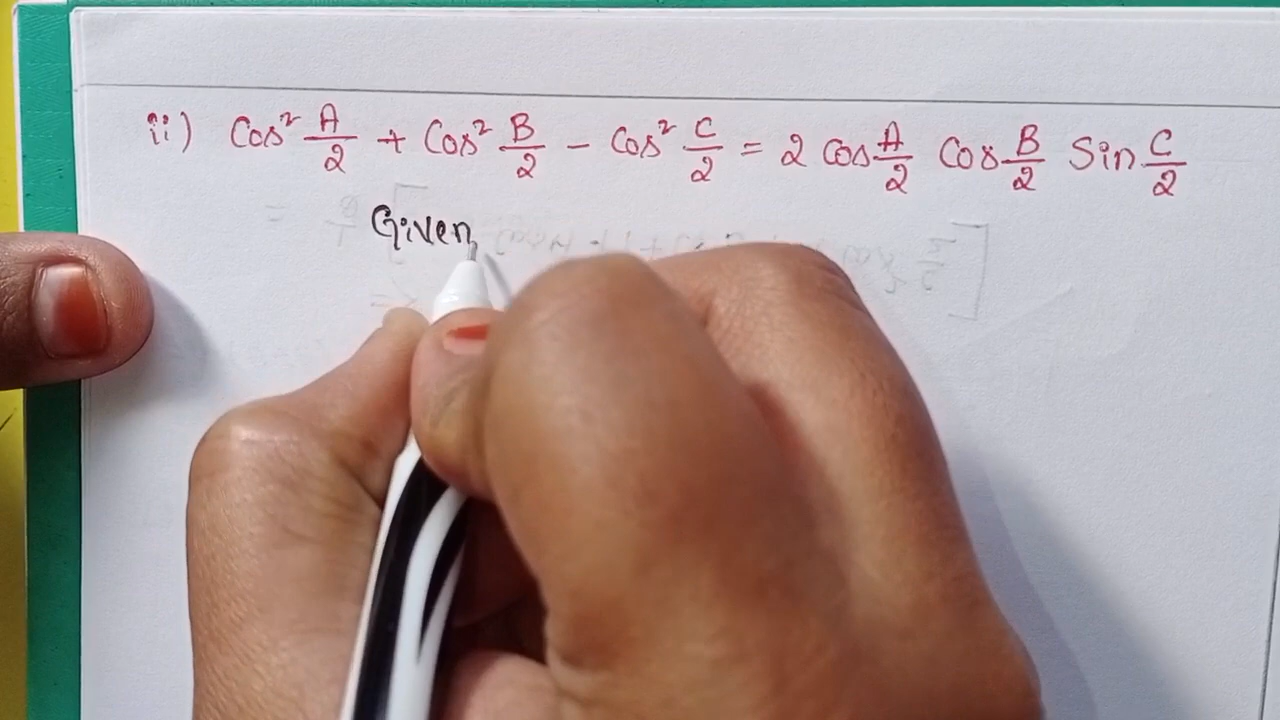 ii) Cos² A/2 + Cos² B/2 - Cos² C/2 = 2 cos A/2 Cos B/2 Sin C/2
Given